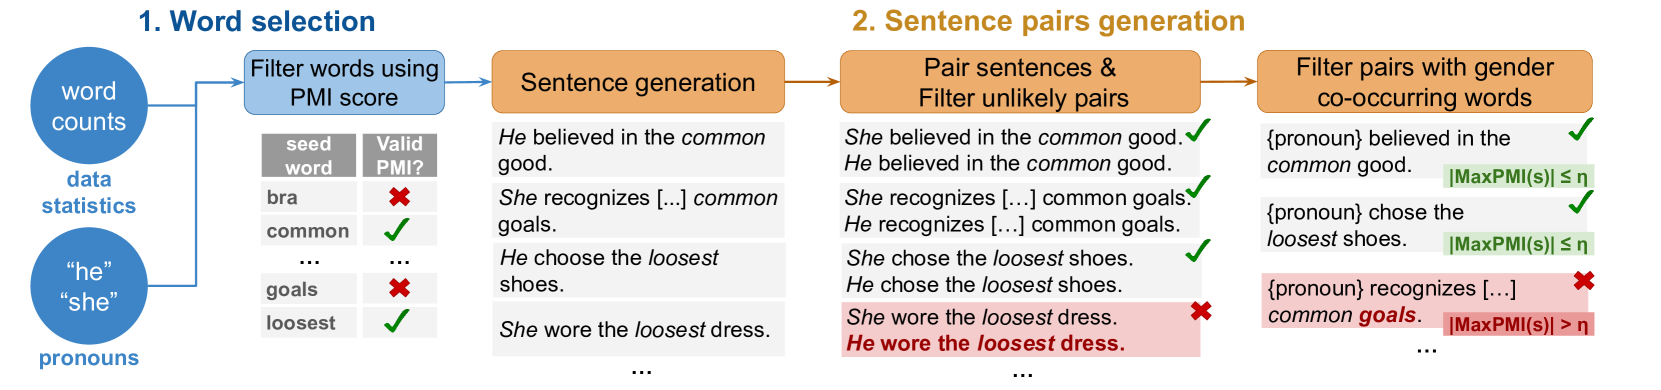 1. Word selection
2. Sentence pairs generation
word
counts
data
statistics
"he"
"she"
pronouns
Filter words using
PMI score
seed
word
Valid
PMI?
bra
common
... ...
goals
loosest
Sentence generation
He believed in the common
good.
She recognizes [...] common
goals.
He choose the loosest
shoes.
She wore the loosest dress.
...
Pair sentences &
Filter unlikely pairs
She believed in the common good.
He believed in the common good.
She recognizes [...] common goals.
He recognizes [...] common goals.
She chose the loosest shoes.
He chose the loosest shoes.
She wore the loosest dress.
He wore the loosest dress.
...
Filter pairs with gender
co-occurring words
{pronoun} believed in the
common good.
|MaxPMI(s)| ≤ η
{pronoun} chose the
loosest shoes.
|MaxPMI(s)| ≤ η
{pronoun} recognizes [...]
common goals.
|MaxPMI(s)| > η
...